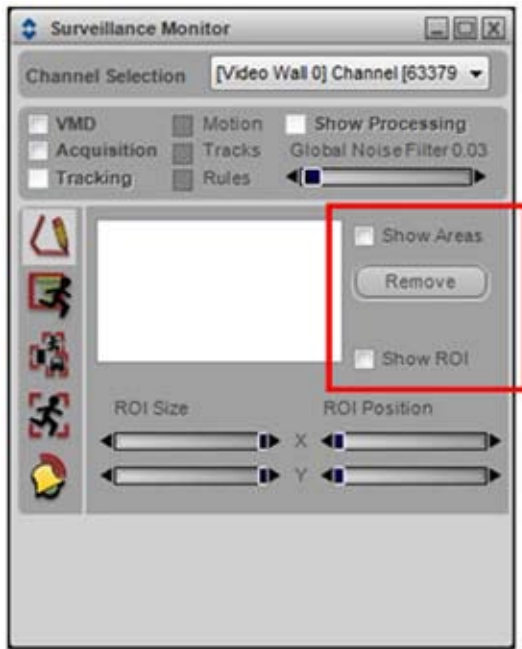 Surveillance Monitor
Channel Selection [Video Wall 0] Channel [63379
VMD Motion Show Processing
Acquisition Tracks Global Noise Filter 0.03
Tracking Rules
Show Areas
Remove
Show ROI
ROI Size ROI Position
X
Y